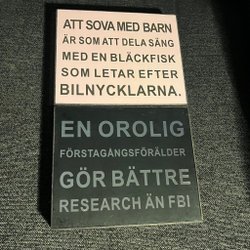 ATT SOVA MED BARN
ÄR SOM ATT DELA SÄNG
MED EN BLÄCKFISK
SOM LETAR EFTER
BILNYCKLARNA.
EN OROLIG
FÖRSTAGÅNGSFÖRÄLDER
GÖR BÄTTRE
RESEARCH ÄN FBI